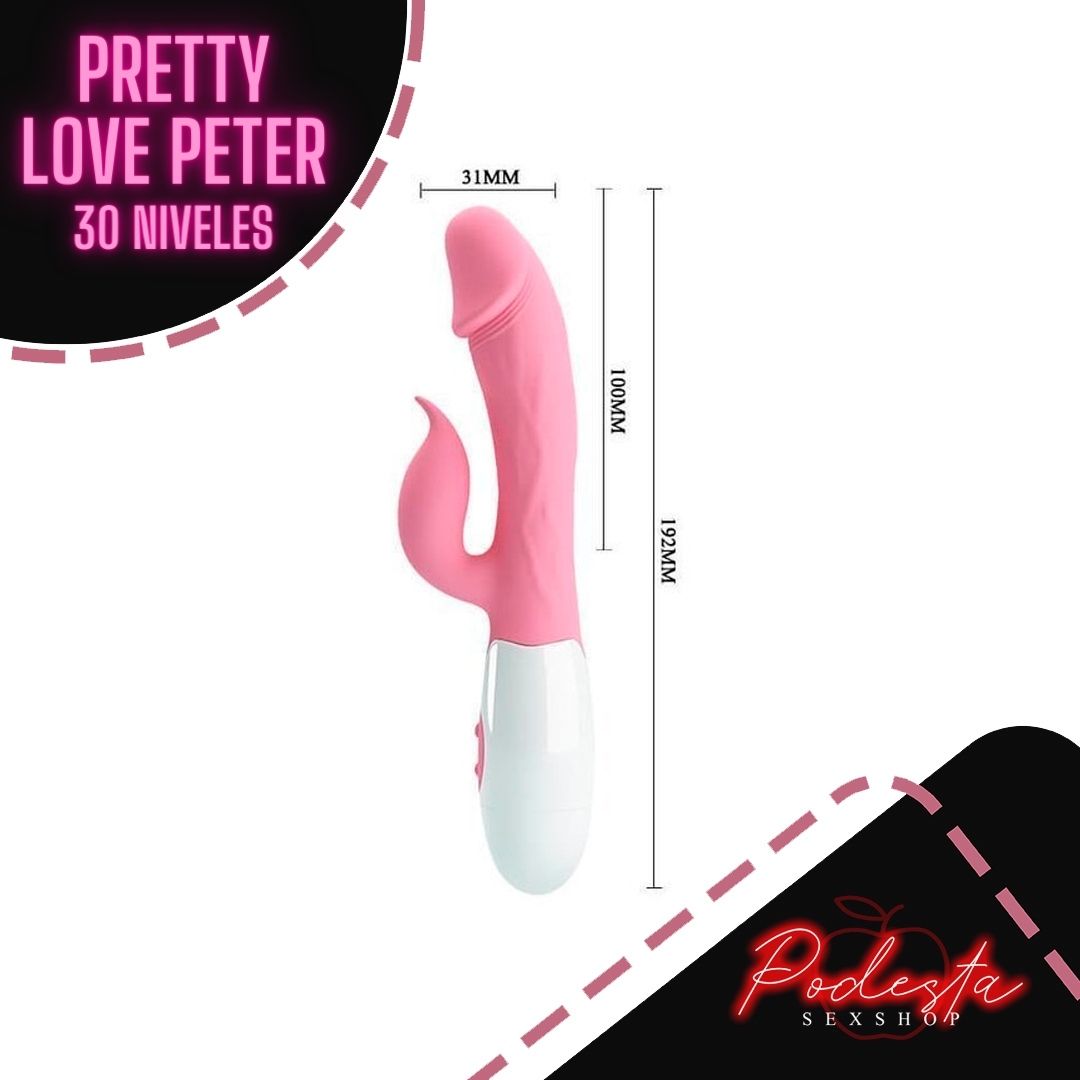 PRETTY
LOVE PETER
30 NIVELES
31MM
100MM
192MM
Podesta
SEXSHOP